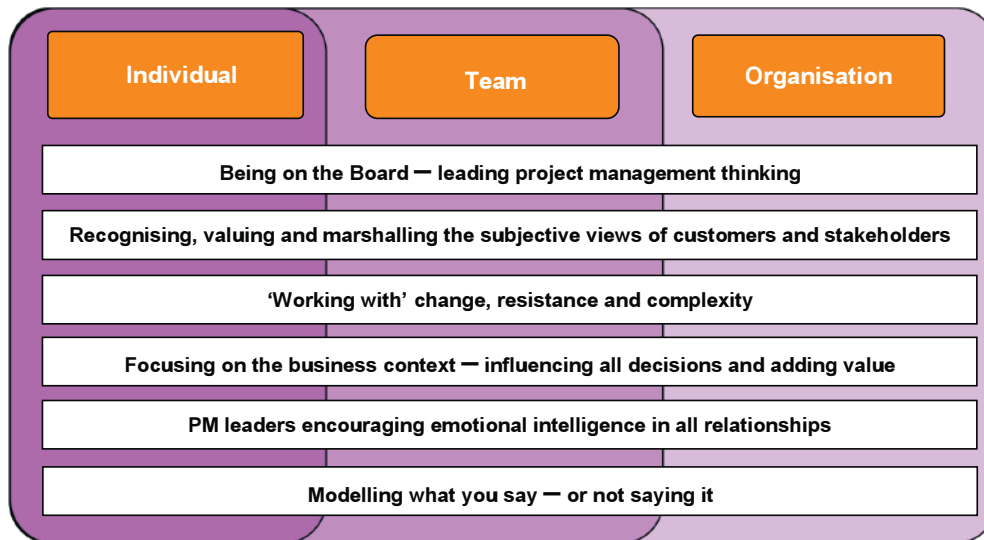 Individual
Team
Organisation
Being on the Board — leading project management thinking
Recognising, valuing and marshalling the subjective views of customers and stakeholders
‘Working with’ change, resistance and complexity
Focusing on the business context — influencing all decisions and adding value
PM leaders encouraging emotional intelligence in all relationships
Modelling what you say — or not saying it